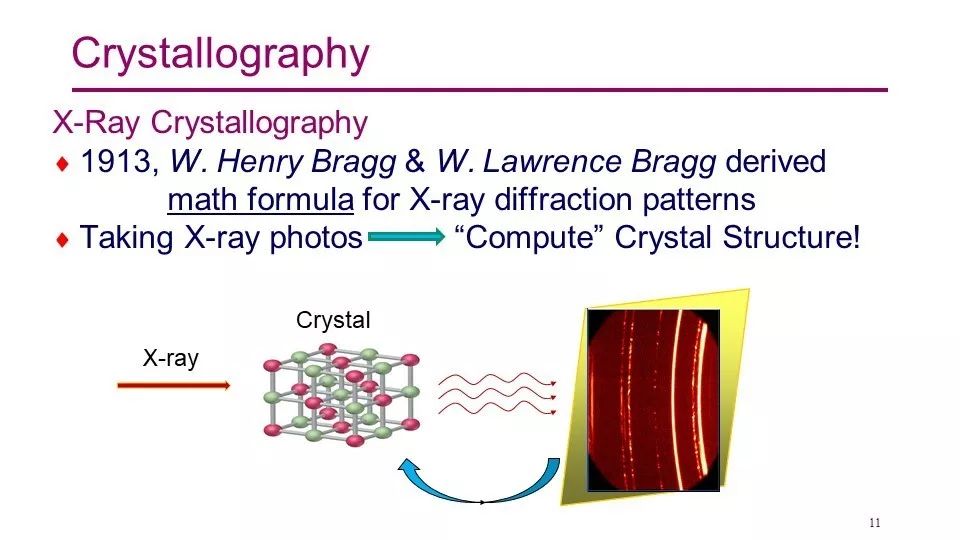 Crystallography
X-Ray Crystallography
♦ 1913, W. Henry Bragg & W. Lawrence Bragg derived
math formula for X-ray diffraction patterns
♦ Taking X-ray photos “Compute” Crystal Structure!
Crystal
X-ray
11